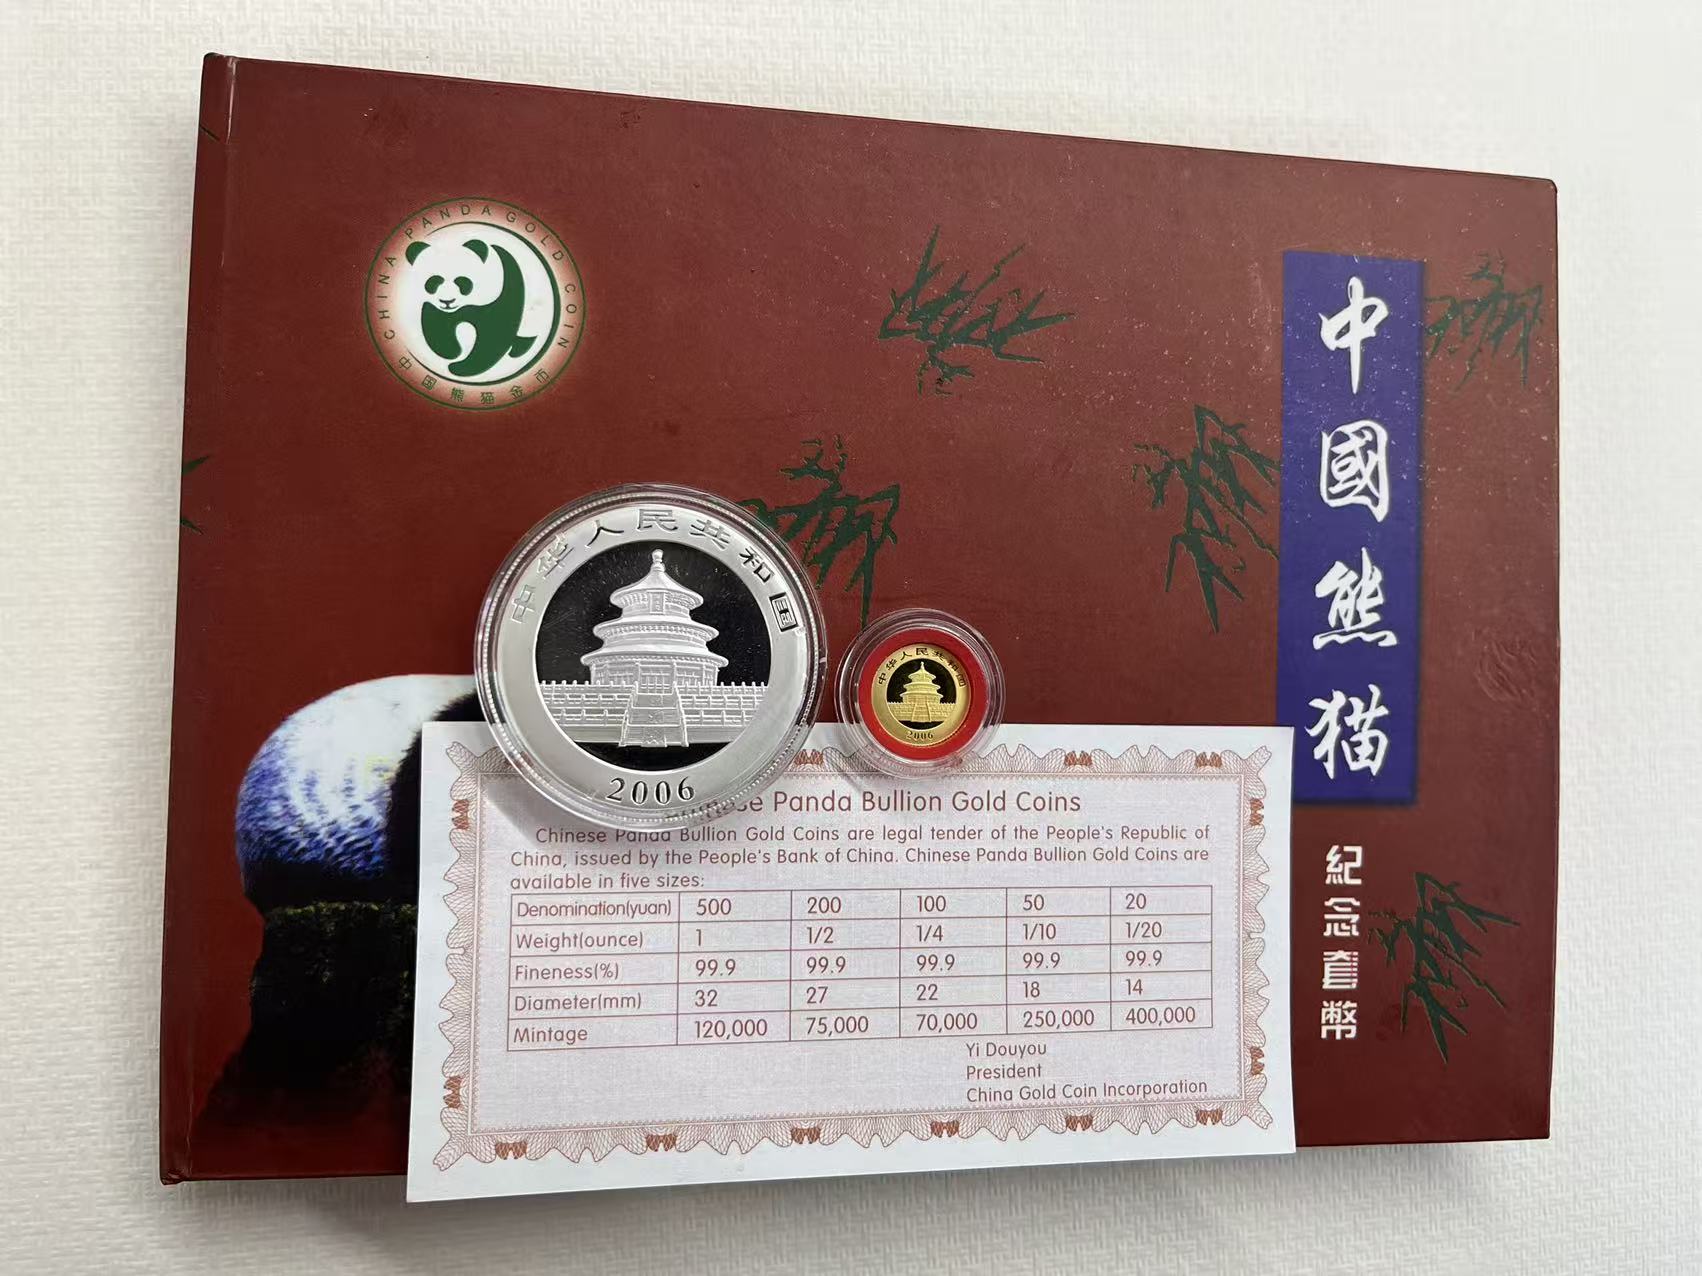 CHINA PANDA GOLD COIN
中国熊猫金币
中國熊猫
紀念套幣
中华人民共和国
2006
中华人民共和国
2006
Panda Bullion Gold Coins
Chinese Panda Bullion Gold Coins are legal tender of the People's Republic of
China, issued by the People's Bank of China. Chinese Panda Bullion Gold Coins are
available in five sizes:
Denomination(yuan) 500 200 100 50 20
Weight(ounce) 1 1/2 1/4 1/10 1/20
Fineness(%) 99.9 99.9 99.9 99.9 99.9
Diameter(mm) 32 27 22 18 14
Mintage 120,000 75,000 70,000 250,000 400,000
Yi Douyou
President
China Gold Coin Incorporation